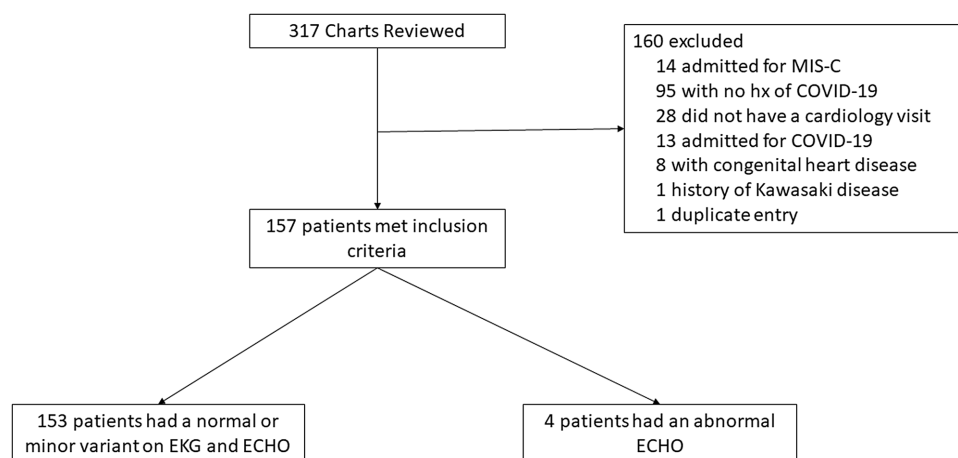 317 Charts Reviewed
160 excluded
14 admitted for MIS-C
95 with no hx of COVID-19
28 did not have a cardiology visit
13 admitted for COVID-19
8 with congenital heart disease
1 history of Kawasaki disease
1 duplicate entry
157 patients met inclusion
criteria
153 patients had a normal or
minor variant on EKG and ECHO
4 patients had an abnormal
ECHO